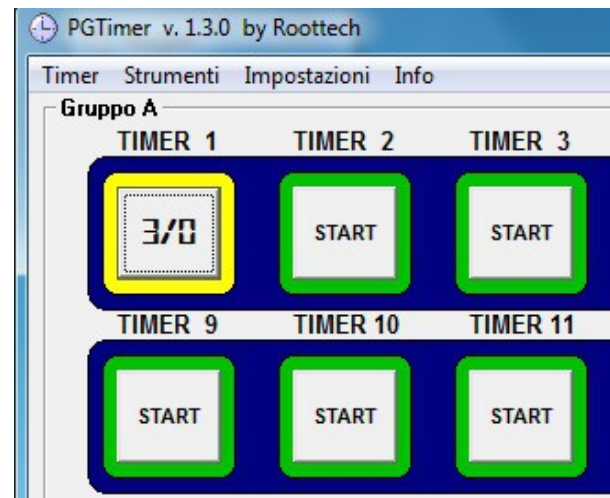 PGTimer v. 1.3.0 by Roottech
Timer Strumenti Impostazioni Info
Gruppo A
TIMER 1 TIMER 2 TIMER 3
3/0 START START
TIMER 9 TIMER 10 TIMER 11
START START START